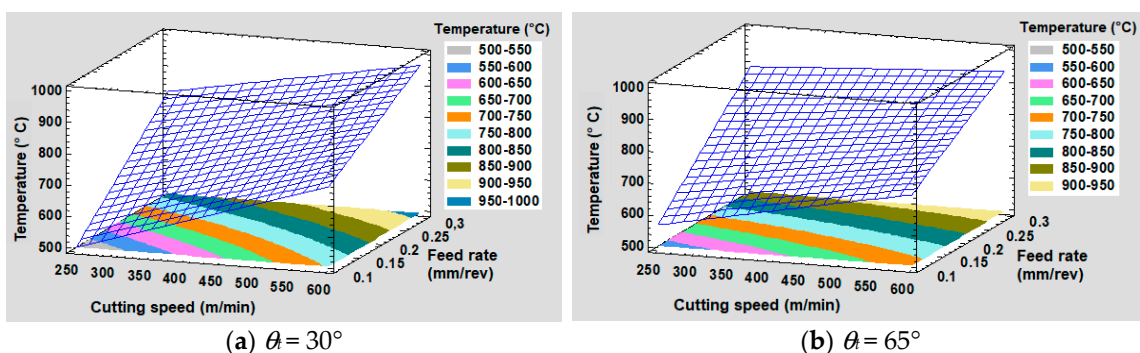 Temperature (°C)
500-550
550-600
600-650
650-700
700-750
750-800
800-850
850-900
900-950
950-1000
Temperature (° C)
1000
900
800
700
600
500
250 300 350 400 450 500 550 600
Cutting speed (m/min)
0.1 0.15 0.2 0.25 0,3
Feed rate
(mm/rev)
(a) θᵢ = 30°
Temperature (°C)
500-550
550-600
600-650
650-700
700-750
750-800
800-850
850-900
900-950
Temperature (° C)
1000
900
800
700
600
500
250 300 350 400 450 500 550 600
Cutting speed (m/min)
0.1 0.15 0.2 0.25 0.3
Feed rate
(mm/rev)
(b) θᵢ = 65°